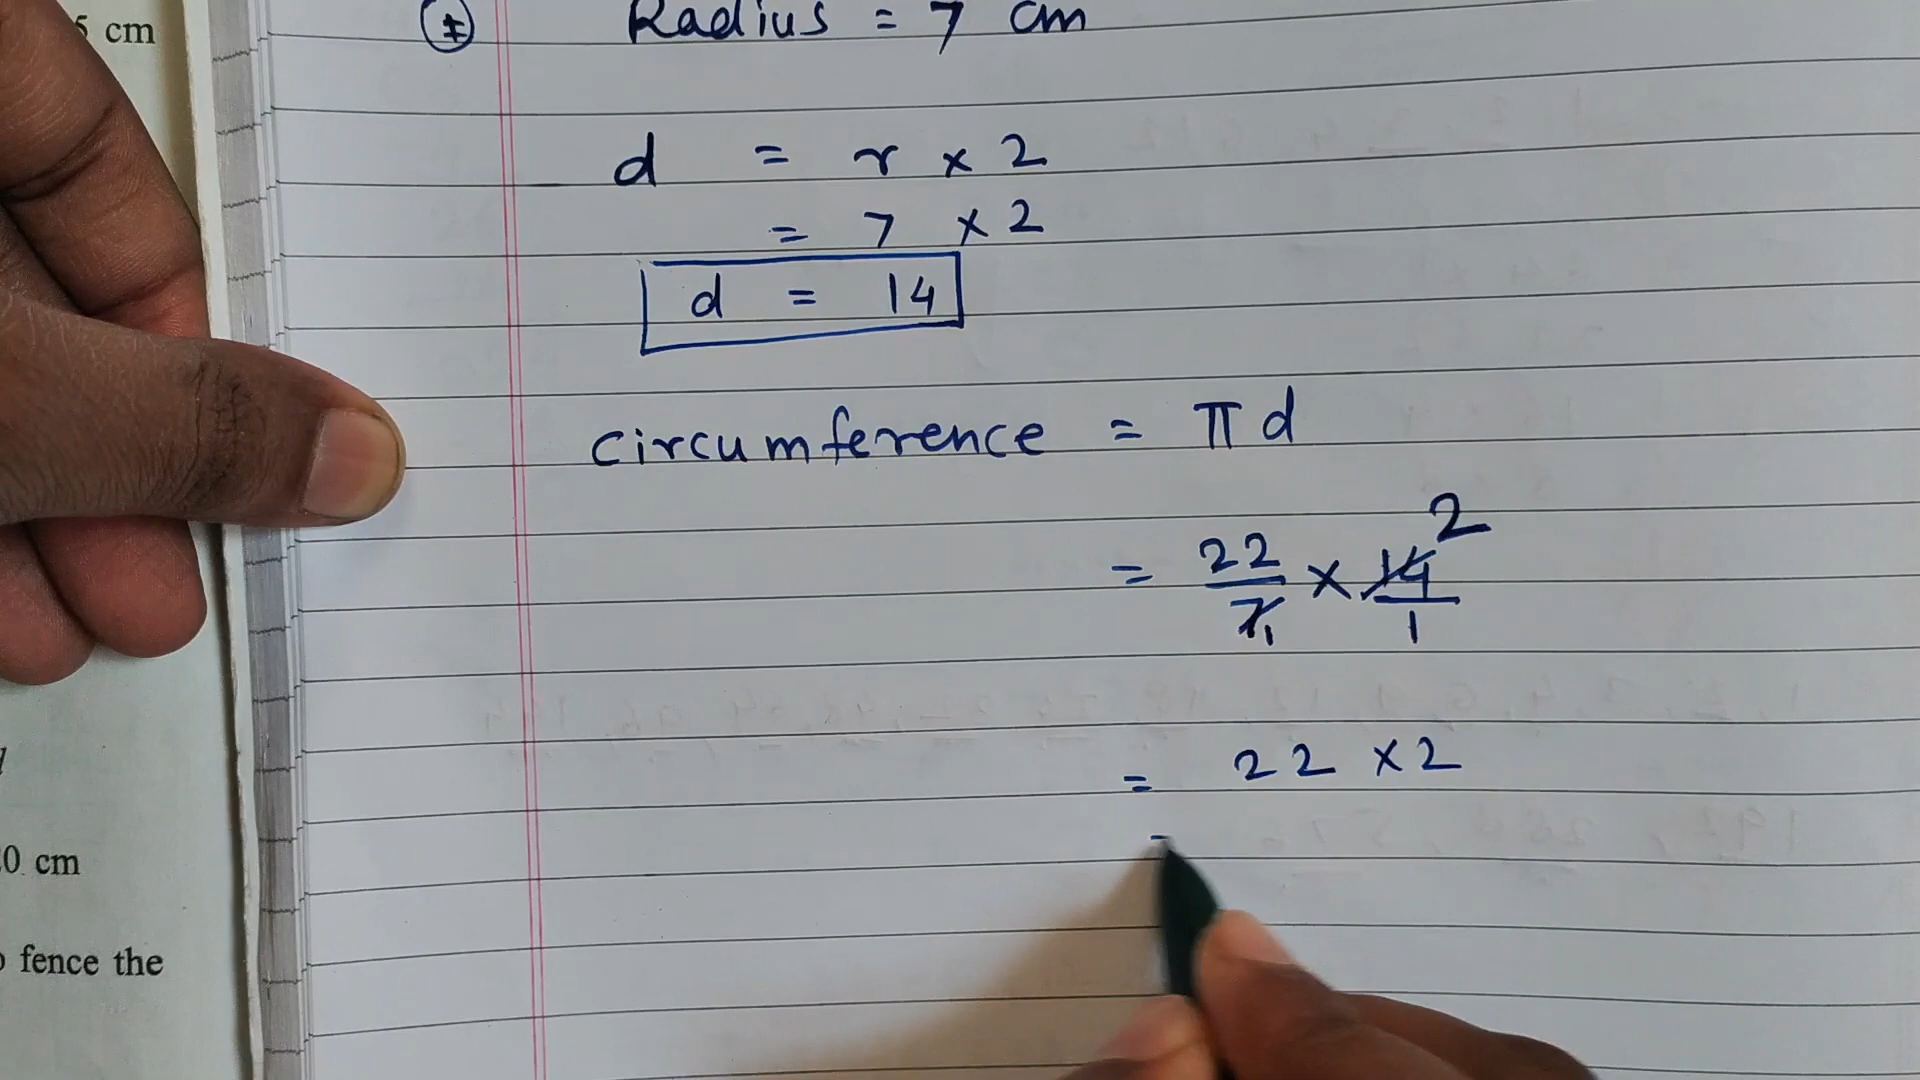 5 cm
Radius = 7 cm
d = r × 2
= 7 × 2
d = 14
circumference = π d
= 22/7 1 × 14/1 2
= 22 × 2
=
0 cm
fence the